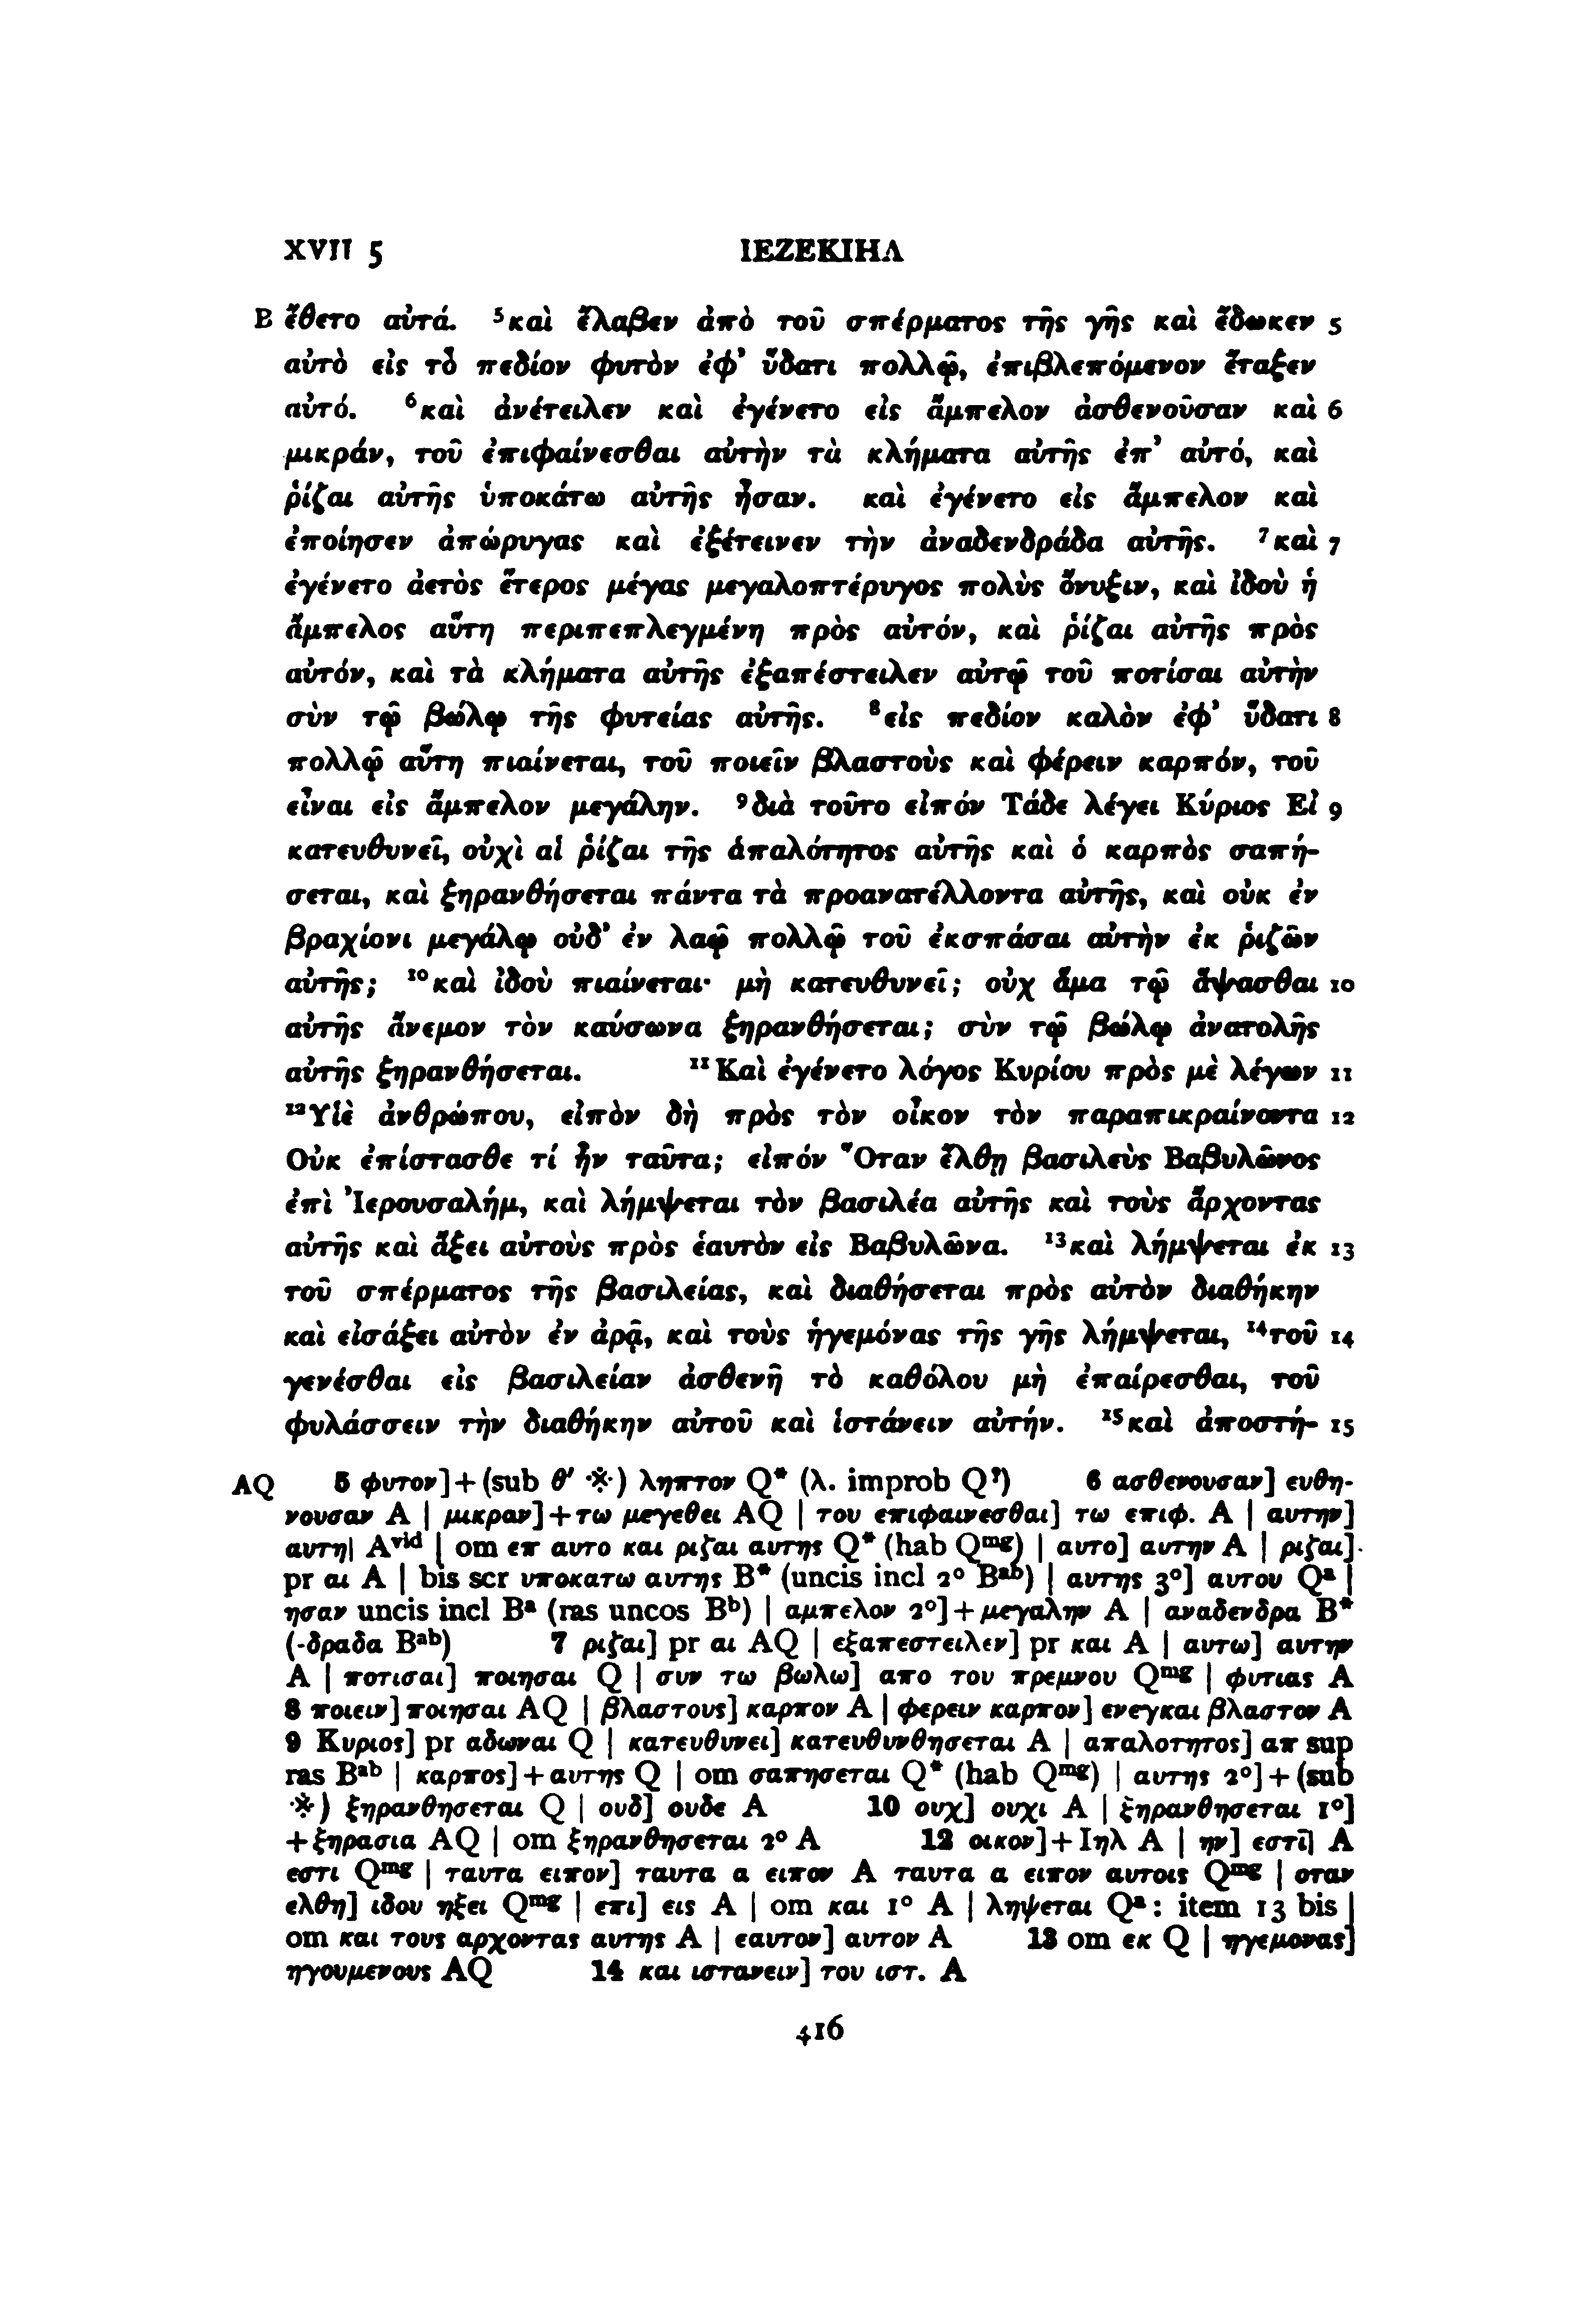 XVII 5 ΙΕΖΕΚΙΗΛ
B ἔθετο αὐτά. ⁵καὶ ἔλαβεν ἀπὸ τοῦ σπέρματος τῆς γῆς καὶ ἔδωκεν 5
αὐτὸ εἰς τὸ πεδίον φυτὸν ἐφ’ ὕδατι πολλῷ, ἐπιβλεπόμενον ἔταξεν
αὐτό. ⁶καὶ ἀνέτειλεν καὶ ἐγένετο εἰς ἄμπελον ἀσθενοῦσαν καὶ 6
μικράν, τοῦ ἐπιφαίνεσθαι αὐτὴν τὰ κλήματα αὐτῆς ἐπ’ αὐτό, καὶ
ῥίζαι αὐτῆς ὑποκάτω αὐτῆς ἦσαν. καὶ ἐγένετο εἰς ἄμπελον καὶ
ἐποίησεν ἀπώρυγας καὶ ἐξέτεινεν τὴν ἀναδενδράδα αὐτῆς. ⁷καὶ 7
ἐγένετο ἀετὸς ἕτερος μέγας μεγαλοπτέρυγος πολὺς ὄνυξιν, καὶ ἰδοὺ ἡ
ἄμπελος αὕτη περιπεπλεγμένη πρὸς αὐτόν, καὶ ῥίζαι αὐτῆς πρὸς
αὐτόν, καὶ τὰ κλήματα αὐτῆς ἐξαπέστειλεν αὐτῷ τοῦ ποτίσαι αὐτὴν
σὺν τῷ βώλῳ τῆς φυτείας αὐτῆς. ⁸εἰς πεδίον καλὸν ἐφ’ ὕδατι 8
πολλῷ αὕτη πιαίνεται, τοῦ ποιεῖν βλαστοὺς καὶ φέρειν καρπόν, τοῦ
εἶναι εἰς ἄμπελον μεγάλην. ⁹διὰ τοῦτο εἰπόν Τάδε λέγει Κύριος Εἰ 9
κατευθυνεῖ, οὐχὶ αἱ ῥίζαι τῆς ἁπαλότητος αὐτῆς καὶ ὁ καρπὸς σαπή-
σεται, καὶ ξηρανθήσεται πάντα τὰ προανατέλλοντα αὐτῆς, καὶ οὐκ ἐν
βραχίονι μεγάλῳ οὐδ’ ἐν λαῷ πολλῷ τοῦ ἐκσπάσαι αὐτὴν ἐκ ῥιζῶν
αὐτῆς; ¹⁰καὶ ἰδοὺ πιαίνεται· μὴ κατευθυνεῖ; οὐχ ἅμα τῷ ἅψασθαι 10
αὐτῆς ἄνεμον τὸν καύσωνα ξηρανθήσεται; σὺν τῷ βώλῳ ἀνατολῆς
αὐτῆς ξηρανθήσεται. ¹¹Καὶ ἐγένετο λόγος Κυρίου πρὸς μὲ λέγων 11
¹²Υἱὲ ἀνθρώπου, εἰπὸν δὴ πρὸς τὸν οἶκον τὸν παραπικραίνοντα 12
Οὐκ ἐπίστασθε τί ἦν ταῦτα; εἰπόν Ὅταν ἔλθῃ βασιλεὺς Βαβυλῶνος
ἐπὶ Ἰερουσαλήμ, καὶ λήμψεται τὸν βασιλέα αὐτῆς καὶ τοὺς ἄρχοντας
αὐτῆς καὶ ἄξει αὐτοὺς πρὸς ἑαυτὸν εἰς Βαβυλῶνα. ¹³καὶ λήμψεται ἐκ 13
τοῦ σπέρματος τῆς βασιλείας, καὶ διαθήσεται πρὸς αὐτὸν διαθήκην
καὶ εἰσάξει αὐτὸν ἐν ἀρᾷ, καὶ τοὺς ἡγεμόνας τῆς γῆς λήμψεται, ¹⁴τοῦ 14
γενέσθαι εἰς βασιλείαν ἀσθενῆ τὸ καθόλου μὴ ἐπαίρεσθαι, τοῦ
φυλάσσειν τὴν διαθήκην αὐτοῦ καὶ ἱστάνειν αὐτήν. ¹⁵καὶ ἀποστή- 15
AQ 5 φυτον]+(sub θ′ ※) ληπτον Q* (λ. improb Q?) 6 ασθενουσαν] ευθη-
νουσαν A | μικραν]+τω μεγεθει AQ | του επιφαινεσθαι] τω επιφ. A | αυτην]
αυτη| Avid | om επ αυτο και ριζαι αυτης Q* (hab Qmg) | αυτο] αυτην A | ριζαι]
pr αι A | bis scr υποκατω αυτης B* (uncis incl 2° Bab) | αυτης 3°] αυτου Qa |
ησαν uncis incl Ba (ras uncos Bb) | αμπελον 2°]+μεγαλην A | αναδενδρα B*
(-δραδα Bab) 7 ριζαι] pr αι AQ | εξαπεστειλεν] pr και A | αυτω] αυτην
A | ποτισαι] ποιησαι Q | συν τω βωλω] απο του πρεμνου Qmg | φυτιας A
8 ποιειν] ποιησαι AQ | βλαστους] καρπον A | φερειν καρπον] ενεγκαι βλαστον A
9 Κυριος] pr αδωναι Q | κατευθυνει] κατευθυνθησεται A | απαλοτητος] απ sup
ras Bab | καρπος]+αυτης Q | om σαπησεται Q* (hab Qmg) | αυτης 2°]+(sub
※) ξηρανθησεται Q | ουδ] ουδε A 10 ουχ] ουχι A | ξηρανθησεται 1°]
+ξηρασια AQ | om ξηρανθησεται 2° A 12 οικον]+Ιηλ A | ην] εστῑ| A
εστι Qmg | ταυτα ειπον] ταυτα α ειπον A ταυτα α ειπον αυτοις Qmg | οταν
ελθη] ιδου ηξει Qmg | επι] εις A | om και 1° A | ληψεται Qa : item 13 bis |
om και τους αρχοντας αυτης A | εαυτον] αυτον A 13 om εκ Q | ηγεμονας]
ηγουμενους AQ 14 και ιστανειν] του ιστ. A
416